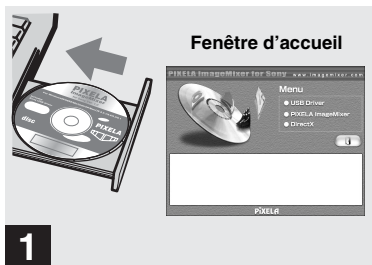 Fenêtre d'accueil
PIXELA ImageMixer for Sony www.imagemixer.com
Menu
USB Driver
PIXELA ImageMixer
DirectX
PIXELA
PIXELA
disc
PIXELA
1